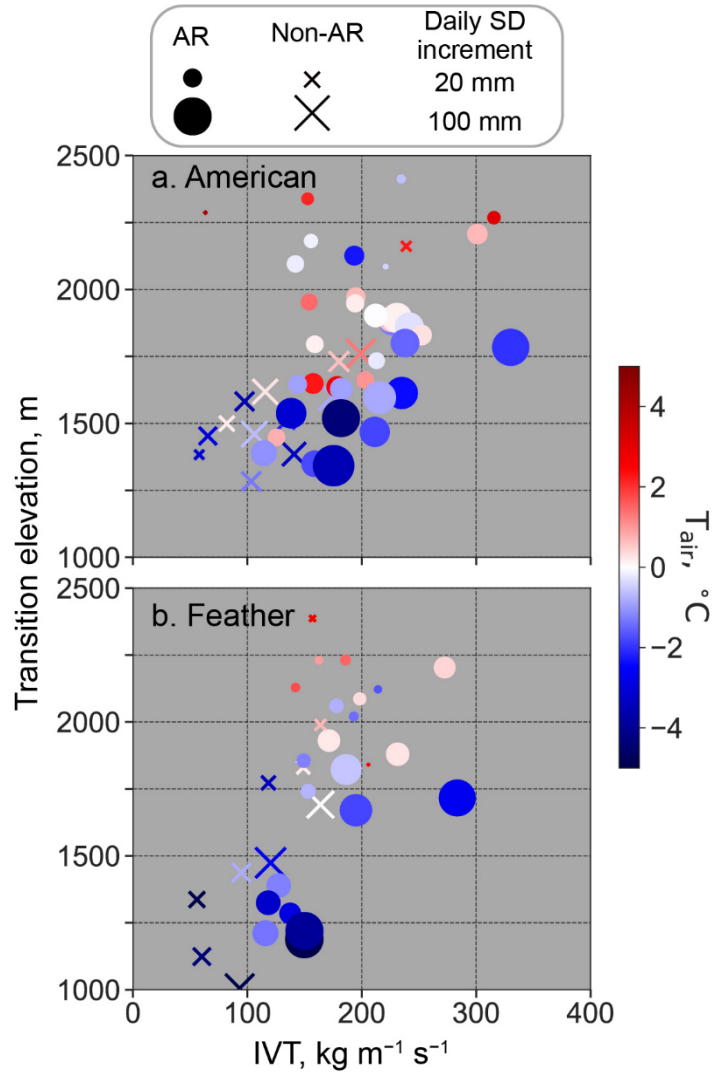 AR Non-AR Daily SD increment
20 mm
100 mm
a. American
2500
2000
1500
1000
b. Feather
2500
2000
1500
1000
0 100 200 300 400
Transition elevation, m
IVT, kg m⁻¹ s⁻¹
4
2
0
−2
−4
Tair, °C